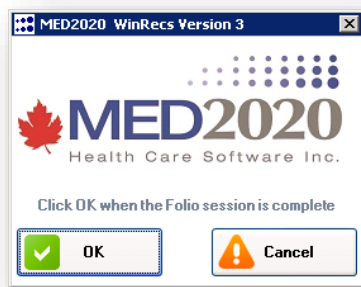 MED2020 WinRecs Version 3
MED2020
Health Care Software Inc.
Click OK when the Folio session is complete
OK
Cancel